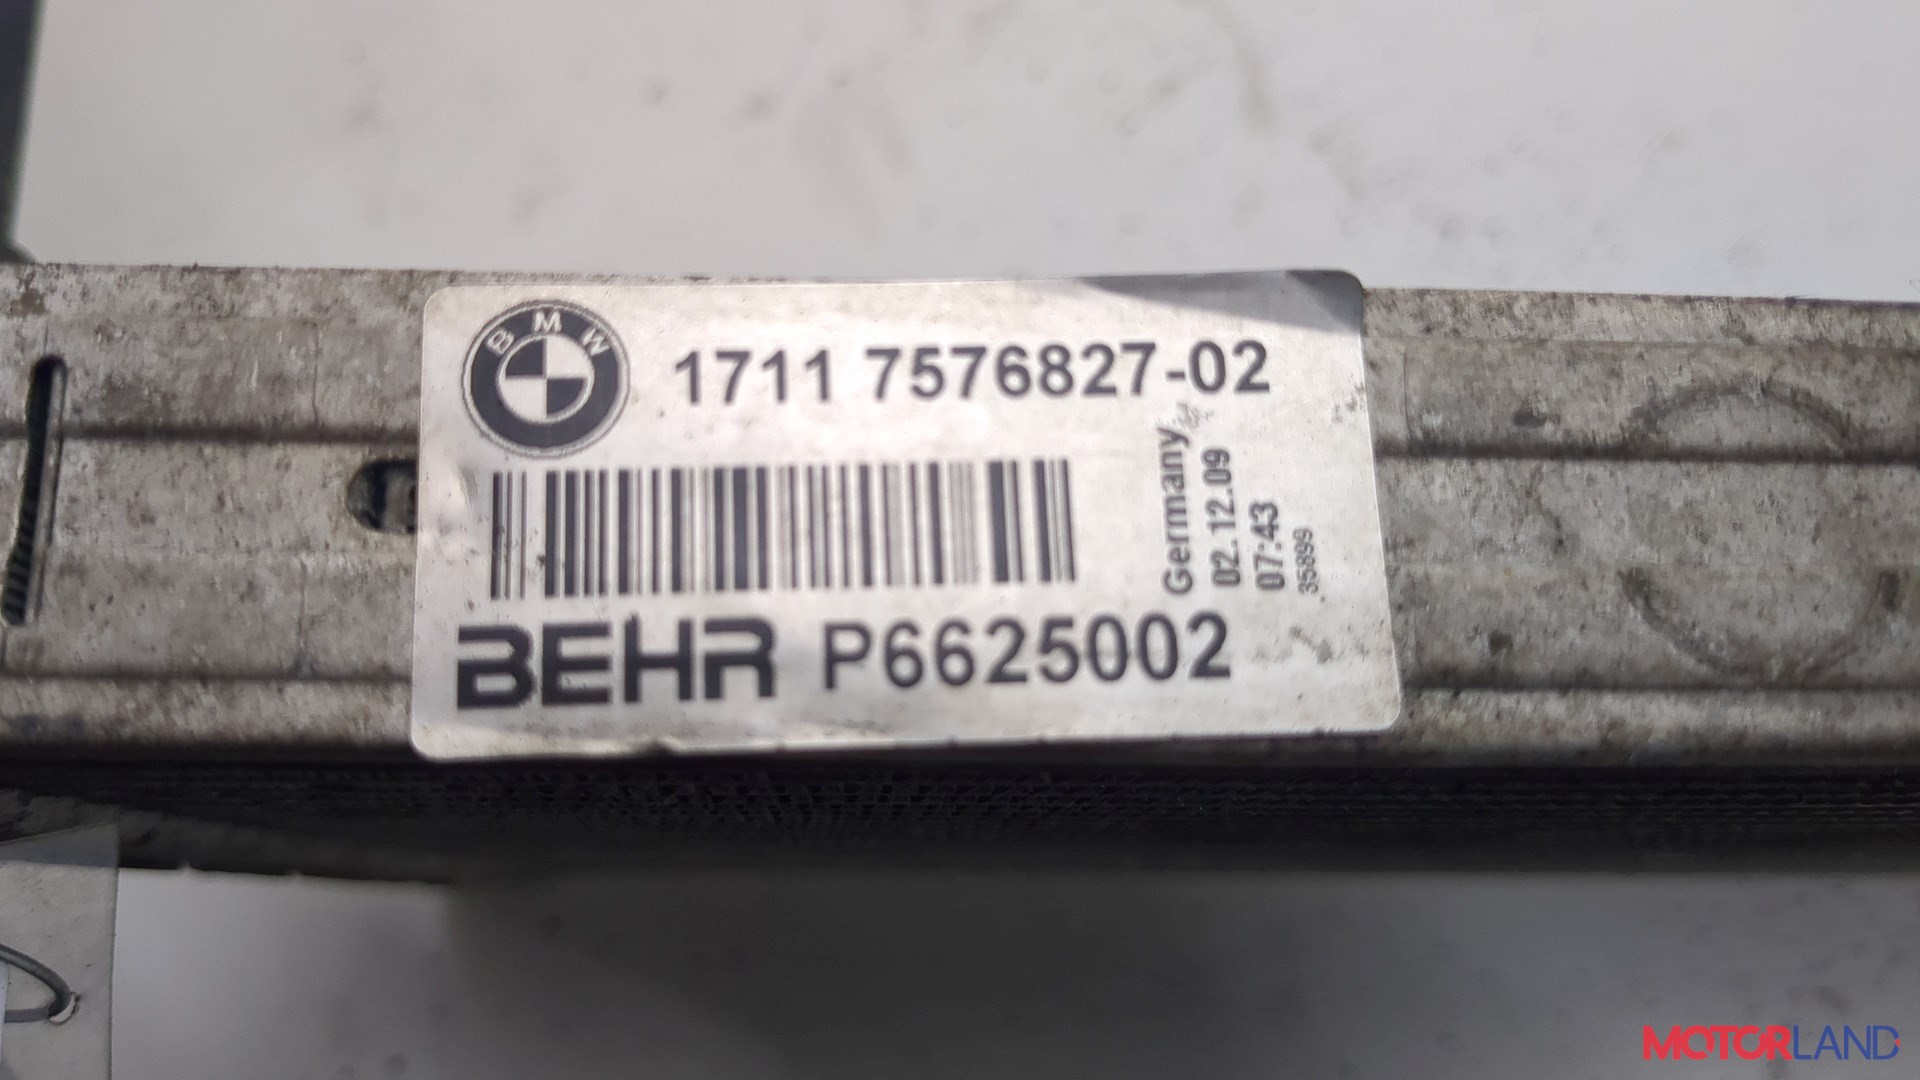 BMW
1711 7576827-02
Germany
02.12.09
07:43
35899
BEHR P6625002
MOTORLAND